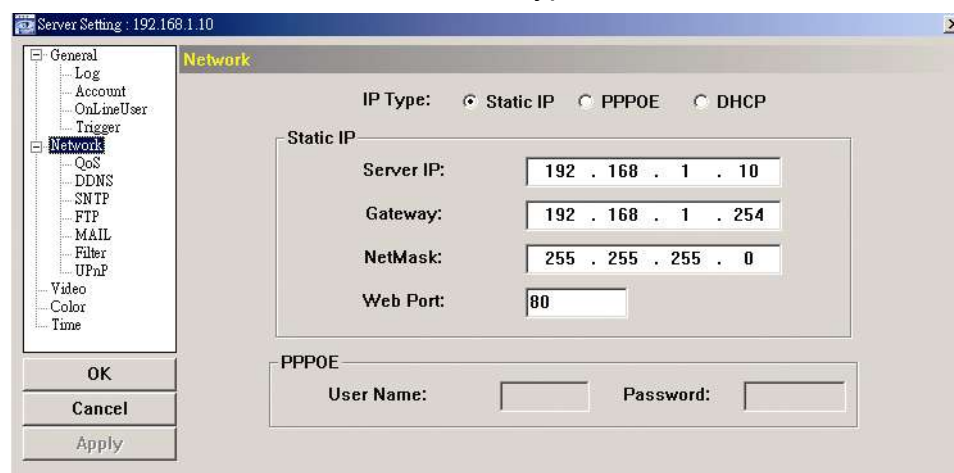 Server Setting : 192.168.1.10
General
Log
Account
OnLineUser
Trigger
Network
QoS
DDNS
SNTP
FTP
MAIL
Filter
UPnP
Video
Color
Time
OK
Cancel
Apply
Network
IP Type: Static IP PPPOE DHCP
Static IP
Server IP: 192 . 168 . 1 . 10
Gateway: 192 . 168 . 1 . 254
NetMask: 255 . 255 . 255 . 0
Web Port: 80
PPPOE
User Name: Password: